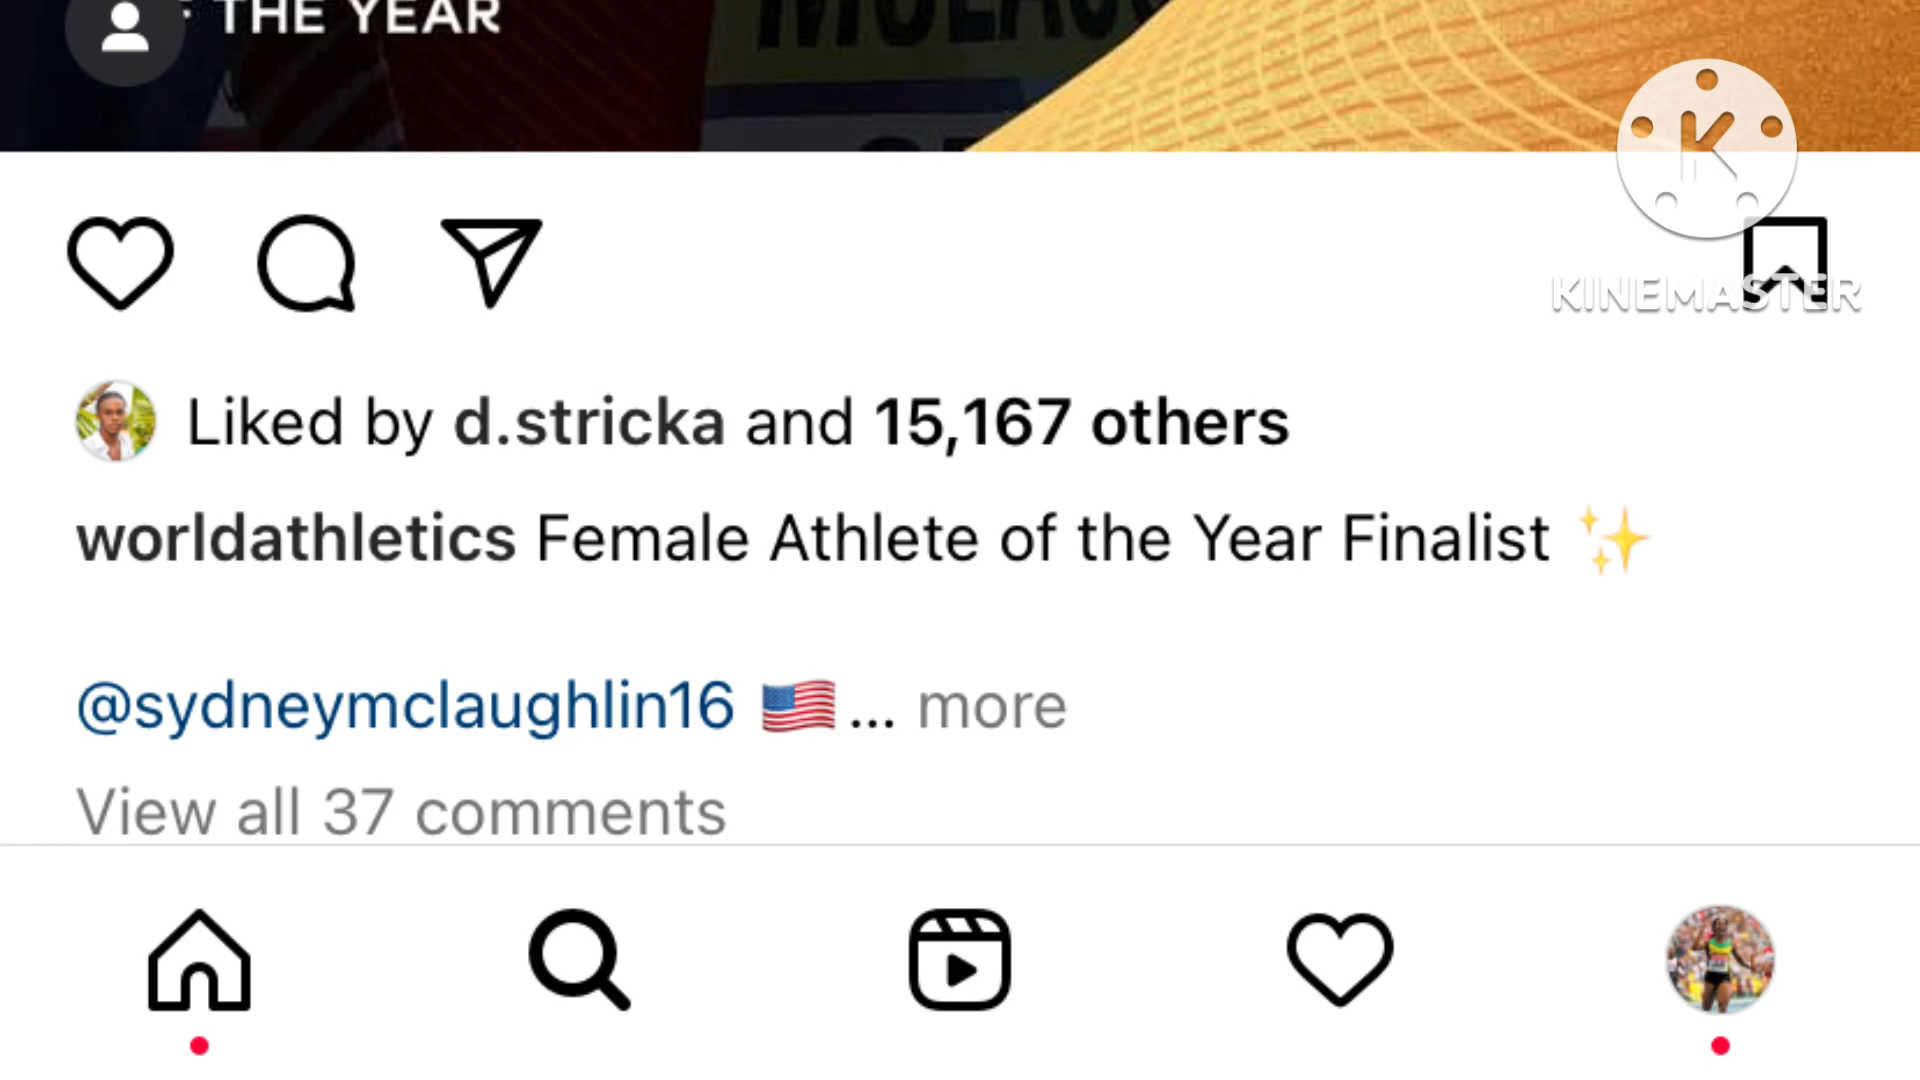 THE YEAR
KINEMASTER
Liked by d.stricka and 15,167 others
worldathletics Female Athlete of the Year Finalist ✨
@sydneymclaughlin16 🇺🇸... more
View all 37 comments